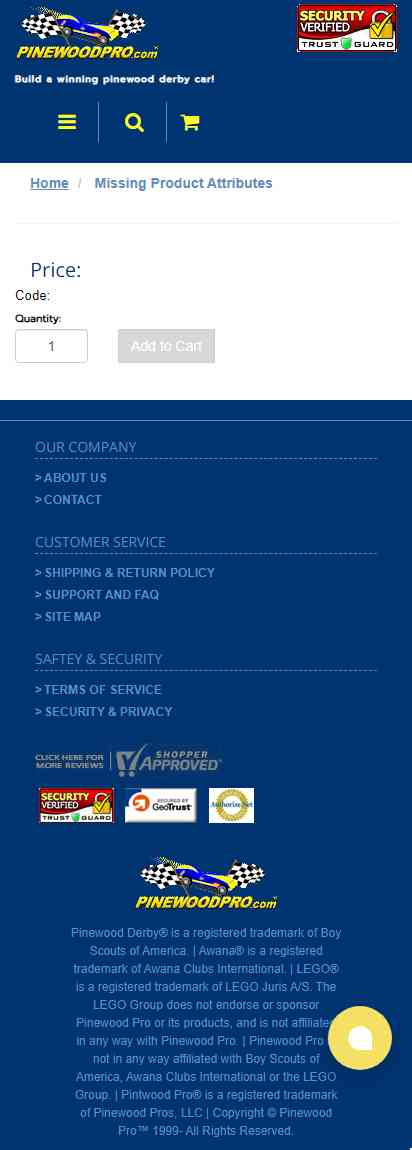 PINEWOODPRO.com
SECURITY
VERIFIED
TRUST GUARD
Build a winning pinewood derby car!
Home / Missing Product Attributes
Price:
Code:
Quantity:
1 Add to Cart
OUR COMPANY
> ABOUT US
> CONTACT
CUSTOMER SERVICE
> SHIPPING & RETURN POLICY
> SUPPORT AND FAQ
> SITE MAP
SAFTEY & SECURITY
> TERMS OF SERVICE
> SECURITY & PRIVACY
CLICK HERE FOR
MORE REVIEWS
SHOPPER
APPROVED®
SECURITY
VERIFIED
TRUST GUARD
SECURED BY
GeoTrust
Authorize.Net
PINEWOODPRO.com
Pinewood Derby® is a registered trademark of Boy
Scouts of America. | Awana® is a registered
trademark of Awana Clubs International. | LEGO®
is a registered trademark of LEGO Juris A/S. The
LEGO Group does not endorse or sponsor
Pinewood Pro or its products, and is not affiliated
in any way with Pinewood Pro. | Pinewood Pro
not in any way affiliated with Boy Scouts of
America, Awana Clubs International or the LEGO
Group. | Pintwood Pro® is a registered trademark
of Pinewood Pros, LLC | Copyright © Pinewood
Pro™ 1999- All Rights Reserved.